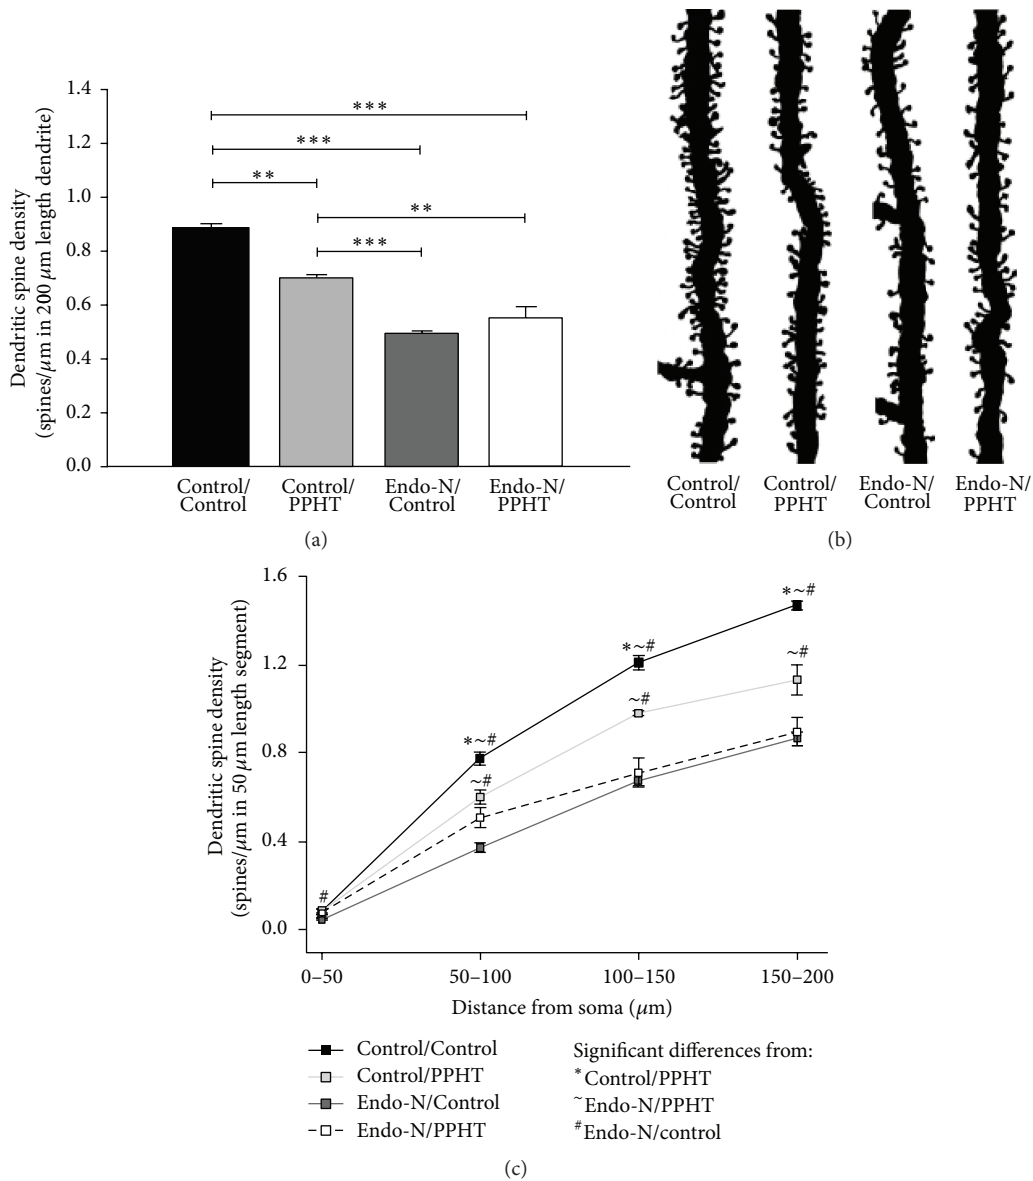 Dendritic spine density
(spines/μm in 200 μm length dendrite)
1.4
1.2
1.0
0.8
0.6
0.4
0.2
0.0
***
***
**
**
***
Control/
Control
Control/
PPHT
Endo-N/
Control
Endo-N/
PPHT
(a)
Control/
Control
Control/
PPHT
Endo-N/
Control
Endo-N/
PPHT
(b)
Dendritic spine density
(spines/μm in 50 μm length segment)
1.6
1.2
0.8
0.4
0.0
#
*~#
~#
*~#
~#
*~#
~#
0–50
50–100
100–150
150–200
Distance from soma (μm)
Control/Control
Control/PPHT
Endo-N/Control
Endo-N/PPHT
Significant differences from:
*Control/PPHT
~Endo-N/PPHT
#Endo-N/control
(c)